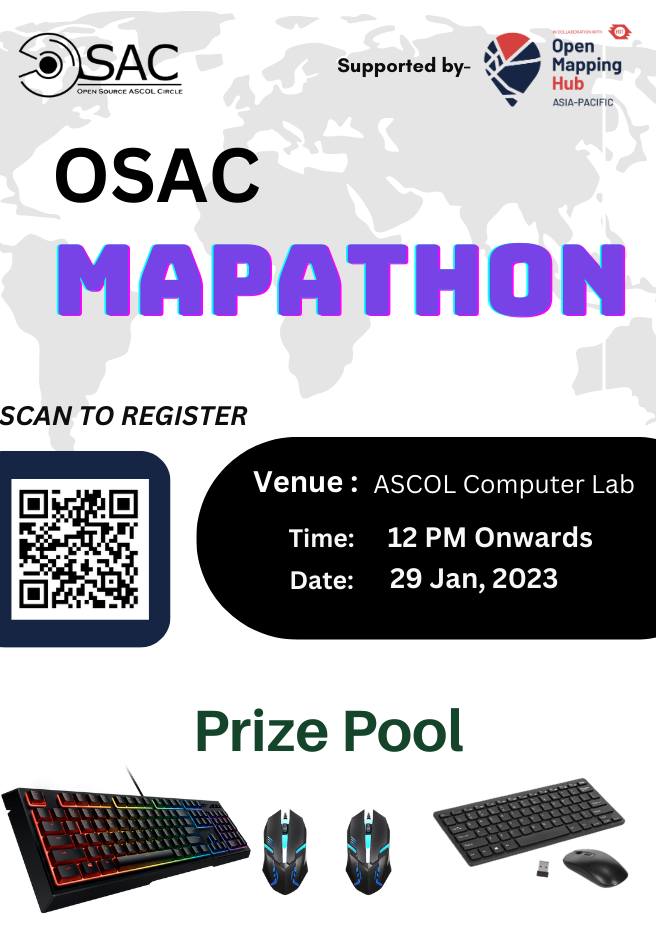 OSAC
OPEN SOURCE ASCOL CIRCLE
Supported by-
IN COLLABORATION WITH
HOT
Open
Mapping
Hub
ASIA-PACIFIC
OSAC
MAPATHON
SCAN TO REGISTER
Venue : ASCOL Computer Lab
Time: 12 PM Onwards
Date: 29 Jan, 2023
Prize Pool